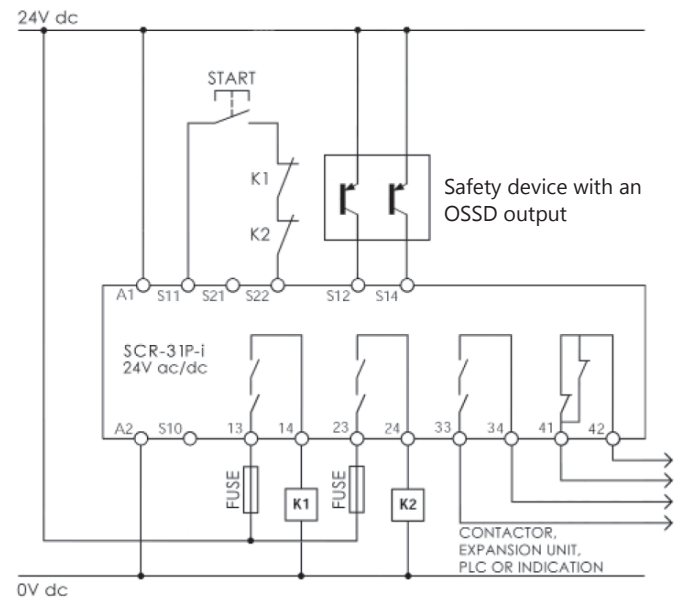 24V dc
START
K1
K2
Safety device with an
OSSD output
A1 S11 S21 S22 S12 S14
SCR-31P-i
24V ac/dc
A2 S10 13 14 23 24 33 34 41 42
FUSE K1 FUSE K2
CONTACTOR,
EXPANSION UNIT,
PLC OR INDICATION
0V dc